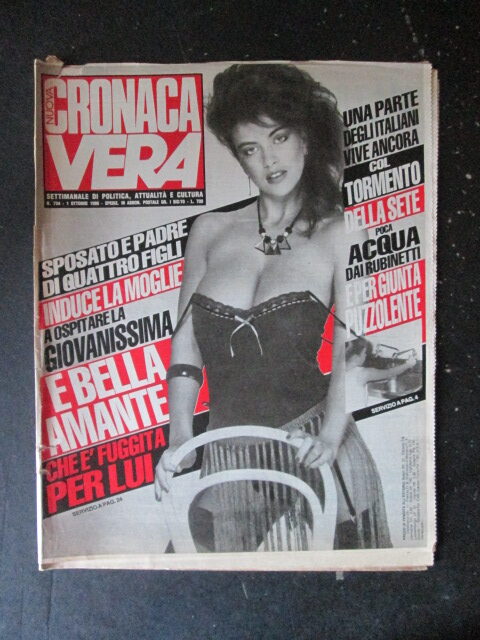 NUOVA
CRONACA
VERA
SETTIMANALE DI POLITICA, ATTUALITÀ E CULTURA
UNA PARTE
DEGLI ITALIANI
VIVE ANCORA
COL
TORMENTO
DELLA SETE
POCA
ACQUA
DAI RUBINETTI
E PER GIUNTA
PUZZOLENTE
SERVIZIO A PAG. 4
SPOSATO E PADRE
DI QUATTRO FIGLI
INDUCE LA MOGLIE
A OSPITARE LA
GIOVANISSIMA
E BELLA
AMANTE
CHE E' FUGGITA
PER LUI
SERVIZIO A PAG. 24